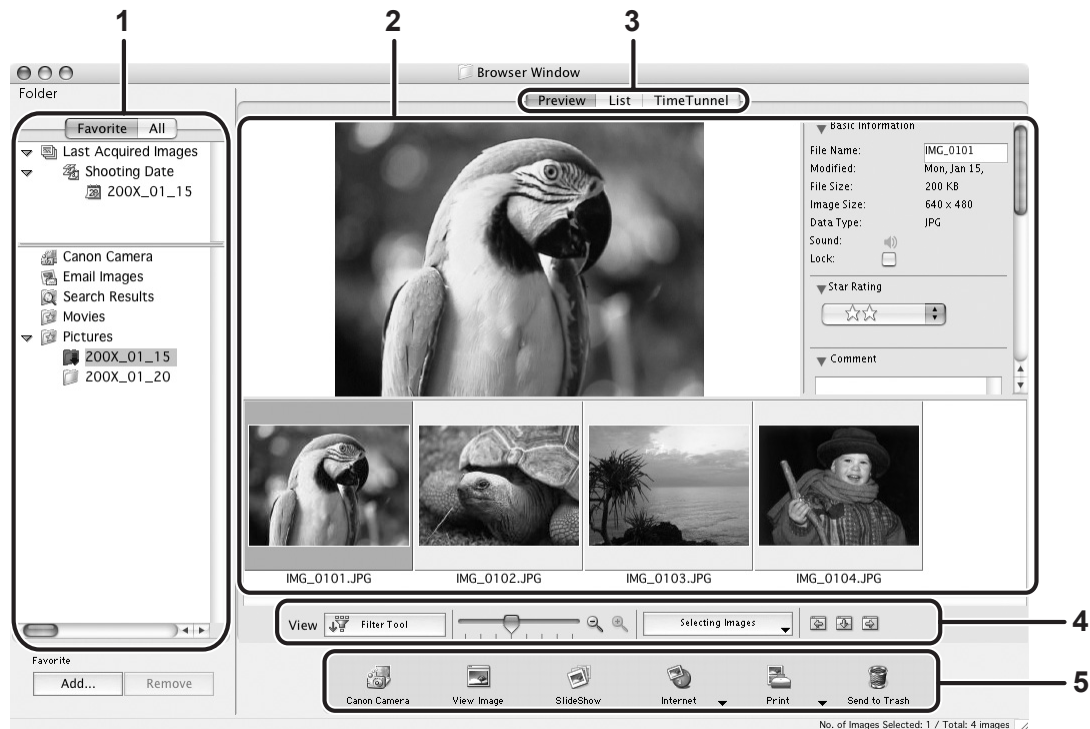 1
2
3
Browser Window
Folder
Preview List TimeTunnel
Favorite All
Last Acquired Images
Shooting Date
200X_01_15
Canon Camera
Email Images
Search Results
Movies
Pictures
200X_01_15
200X_01_20
Basic Information
File Name: IMG_0101
Modified: Mon, Jan 15,
File Size: 200 KB
Image Size: 640 x 480
Data Type: JPG
Sound:
Lock:
Star Rating
Comment
IMG_0101.JPG IMG_0102.JPG IMG_0103.JPG IMG_0104.JPG
View Filter Tool Selecting Images
4
Favorite
Add... Remove
Canon Camera View Image SlideShow Internet Print Send to Trash
5
No. of Images Selected: 1 / Total: 4 images